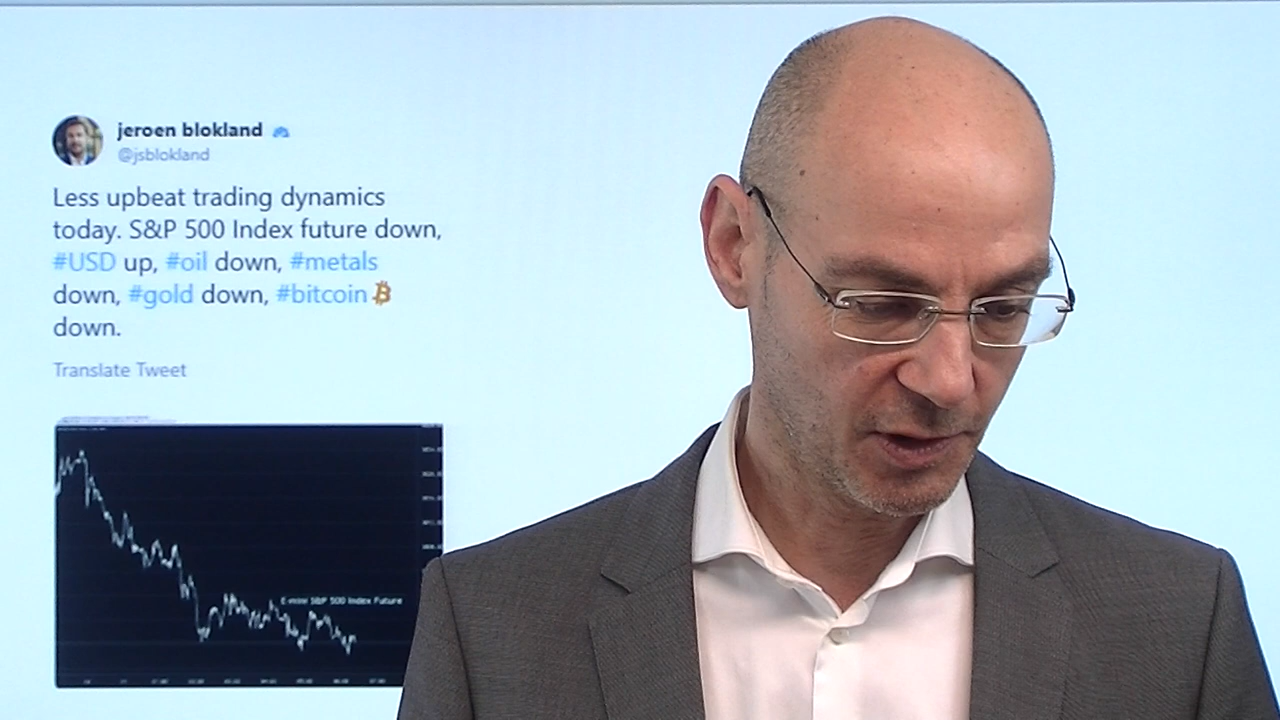 jeroen blokland
@jsblokland
Less upbeat trading dynamics
today. S&P 500 Index future down,
#USD up, #oil down, #metals
down, #gold down, #bitcoin
down.
Translate Tweet
E-mini S&P 500 Index Future